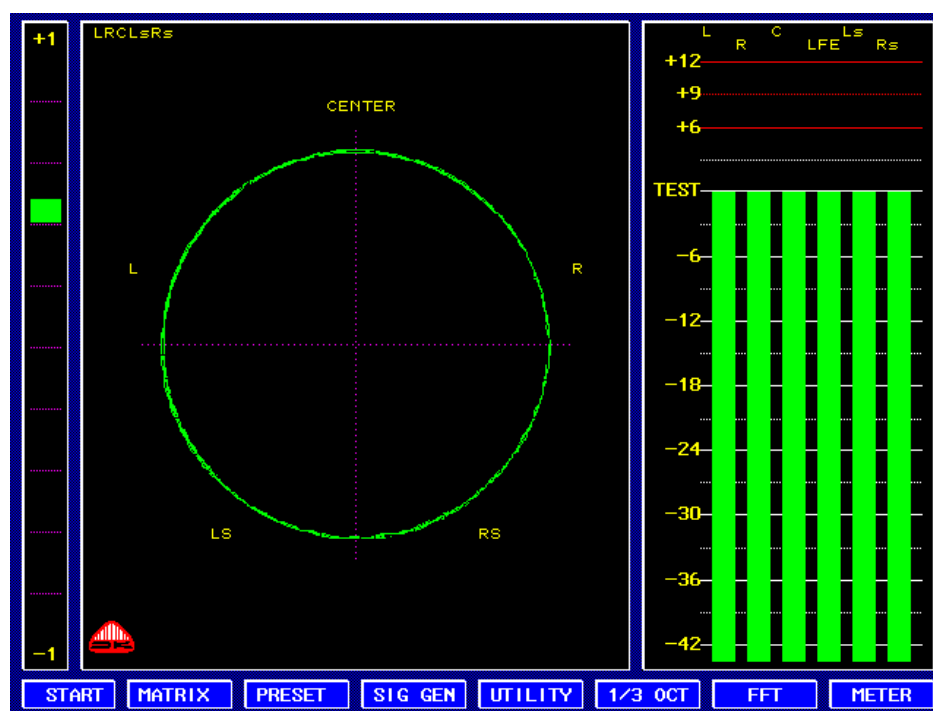 +1
-1
LRCLsRs
CENTER
L
R
LS
RS
L R C LFE Ls Rs
+12
+9
+6
TEST
-6
-12
-18
-24
-30
-36
-42
START MATRIX PRESET SIG GEN UTILITY 1/3 OCT FFT METER